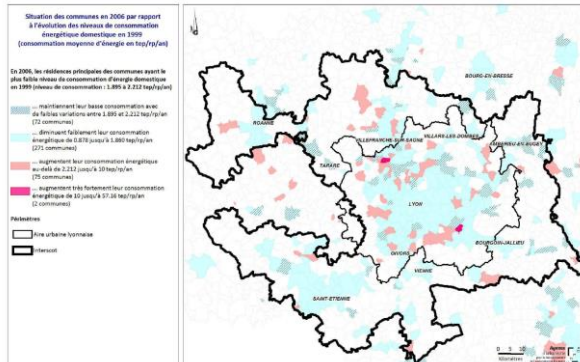 Situation des communes en 2006 par rapport
à l'évolution des niveaux de consommation
énergétique domestique en 1999
(consommation moyenne d'énergie en tep/rp/an)
En 2006, les résidences principales des communes ayant le
plus faible niveau de consommation d'énergie domestique
en 1999 (niveau de consommation : 1.895 à 2.212 tep/rp/an)
... maintiennent leur basse consommation avec
de faibles variations entre 1.895 et 2.212 tep/rp/an
(72 communes)
... diminuent faiblement leur consommation
énergétique de 0.878 jusqu'à 1.880 tep/rp/an
(271 communes)
... augmentent leur consommation énergétique
au-delà de 2.212 jusqu'à 10 tep/rp/an
(75 communes)
... augmentent très fortement leur consommation
énergétique de 10 jusqu'à 57.16 tep/rp/an
(2 communes)
Périmètres
Aire urbaine lyonnaise
Interscot
BOURG-EN-BRESSE
ROANNE
VILLEFRANCHE-SUR-SAÔNE
VILLARS-LES-DOMBES
AMBERIEU-EN-BUGEY
TARARE
LYON
BOURGOIN-JALLIEU
GIVORS
VIENNE
SAINT-ETIENNE
0 5 10
kilomètres
Agence